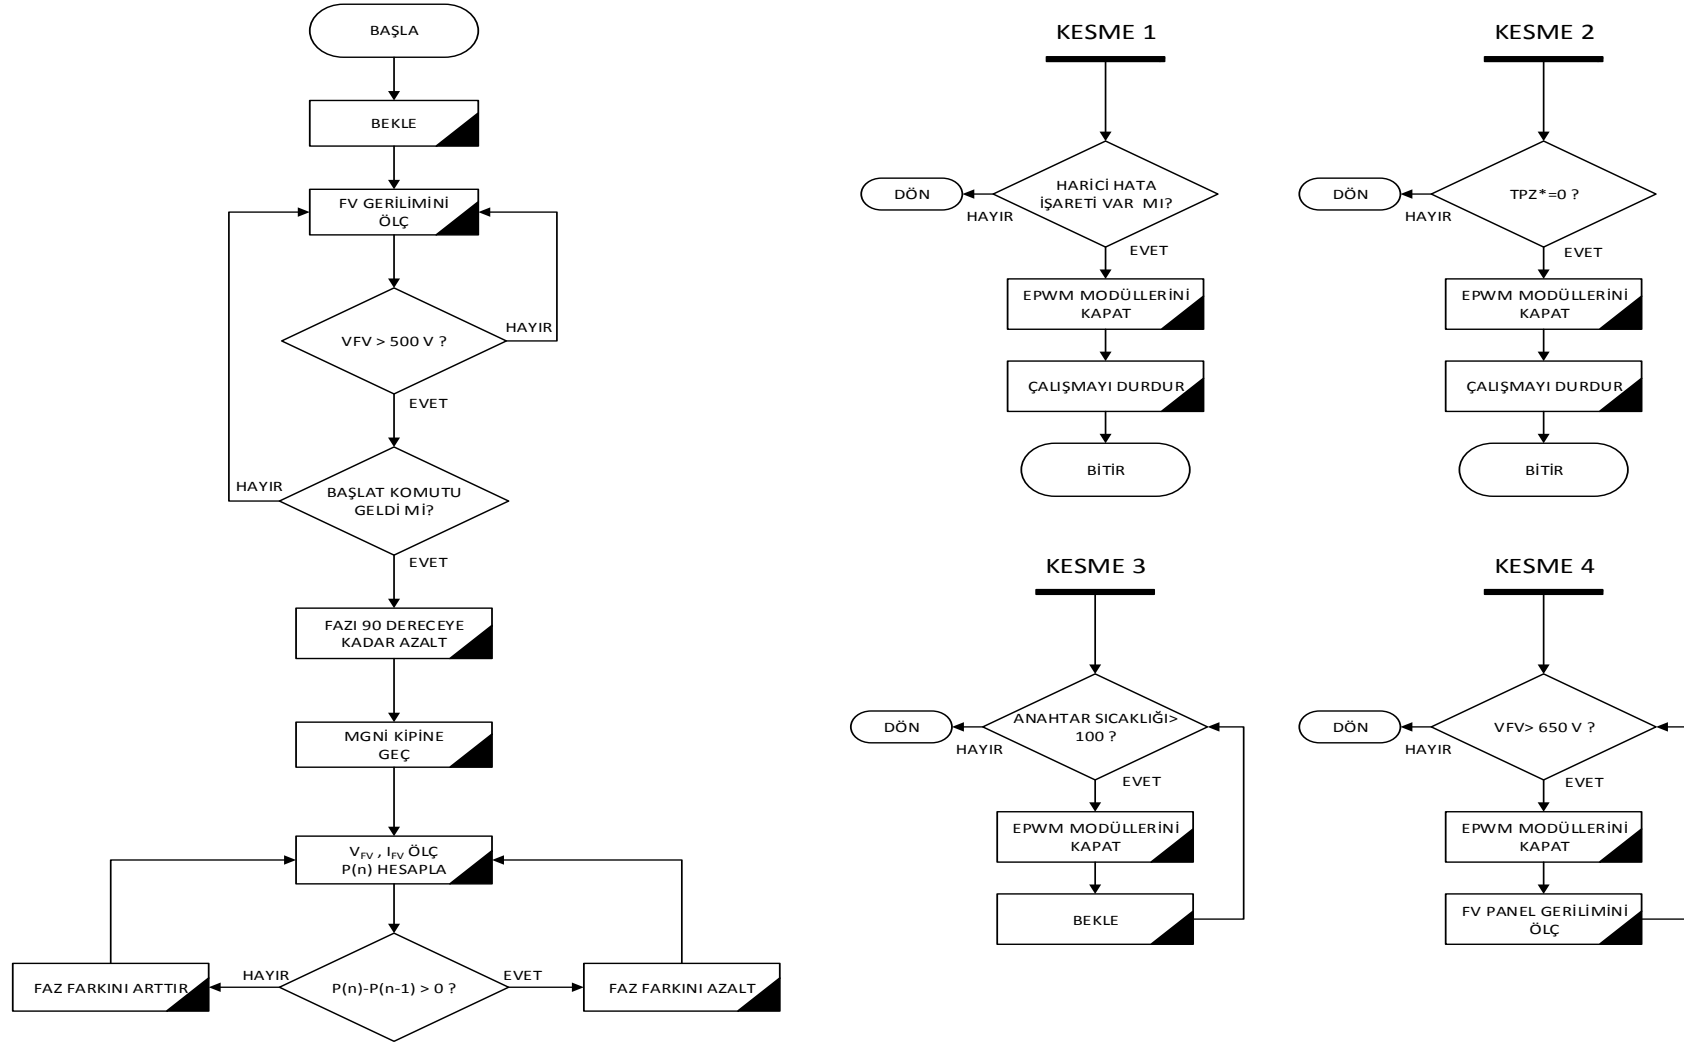 BAŞLA
BEKLE
FV GERİLİMİNİ
ÖLÇ
VFV > 500 V ?
HAYIR
EVET
BAŞLAT KOMUTU
GELDİ Mİ?
HAYIR
EVET
FAZI 90 DERECEYE
KADAR AZALT
MGNİ KİPİNE
GEÇ
VFV , IFV ÖLÇ
P(n) HESAPLA
P(n)-P(n-1) > 0 ?
HAYIR
EVET
FAZ FARKINI ARTTIR
FAZ FARKINI AZALT
KESME 1
HARİCİ HATA
İŞARETİ VAR MI?
DÖN
HAYIR
EVET
EPWM MODÜLLERİNİ
KAPAT
ÇALIŞMAYI DURDUR
BİTİR
KESME 2
TPZ*=0 ?
DÖN
HAYIR
EVET
EPWM MODÜLLERİNİ
KAPAT
ÇALIŞMAYI DURDUR
BİTİR
KESME 3
ANAHTAR SICAKLIĞI>
100 ?
DÖN
HAYIR
EVET
EPWM MODÜLLERİNİ
KAPAT
BEKLE
KESME 4
VFV> 650 V ?
DÖN
HAYIR
EVET
EPWM MODÜLLERİNİ
KAPAT
FV PANEL GERİLİMİNİ
ÖLÇ